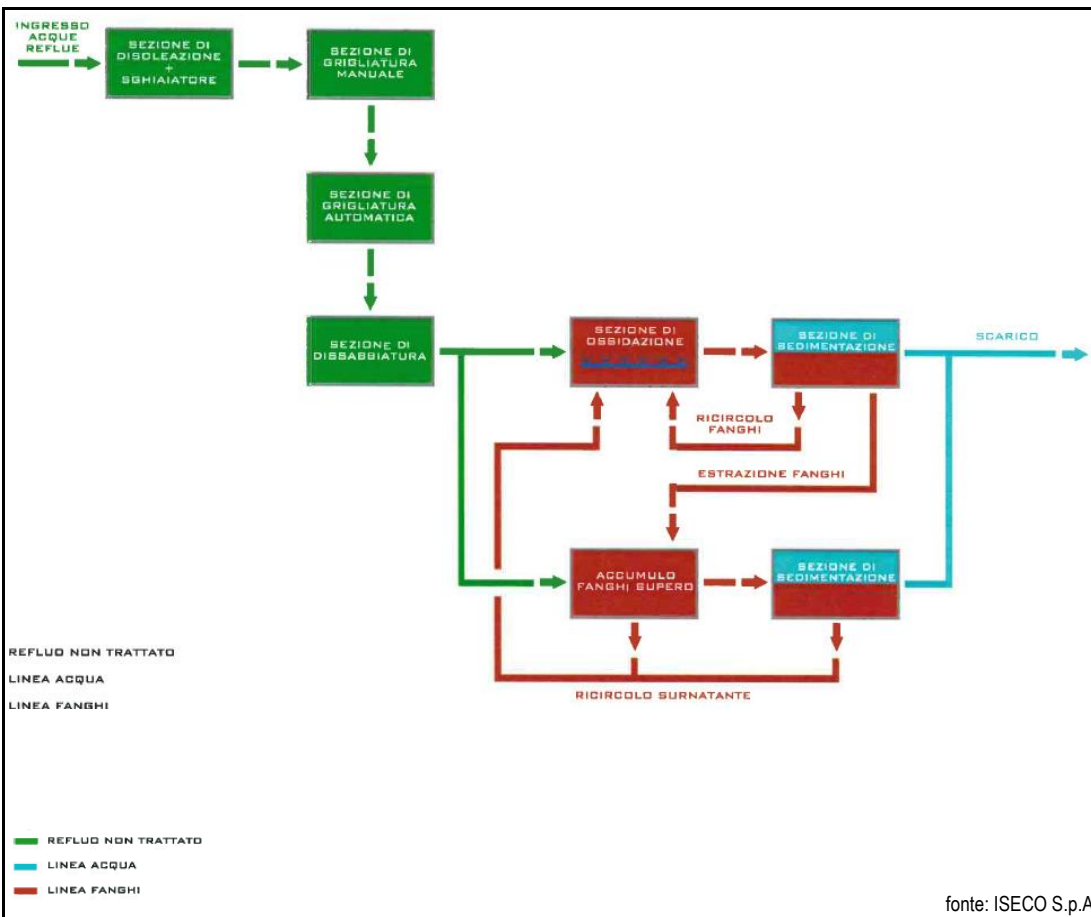 INGRESSO
ACQUE
REFLUE
SEZIONE DI
DISOLEAZIONE
+
SGHIAIATORE
SEZIONE DI
GRIGLIATURA
MANUALE
SEZIONE DI
GRIGLIATURA
AUTOMATICA
SEZIONE DI
DISSABBIATURA
SEZIONE DI
OSSIDAZIONE
SEZIONE DI
SEDIMENTAZIONE
SCARICO
RICIRCOLO
FANGHI
ESTRAZIONE FANGHI
ACCUMULO
FANGHI SUPERO
SEZIONE DI
SEDIMENTAZIONE
RICIRCOLO SURNATANTE
REFLUO NON TRATTATO
LINEA ACQUA
LINEA FANGHI
REFLUO NON TRATTATO
LINEA ACQUA
LINEA FANGHI
fonte: ISECO S.p.A